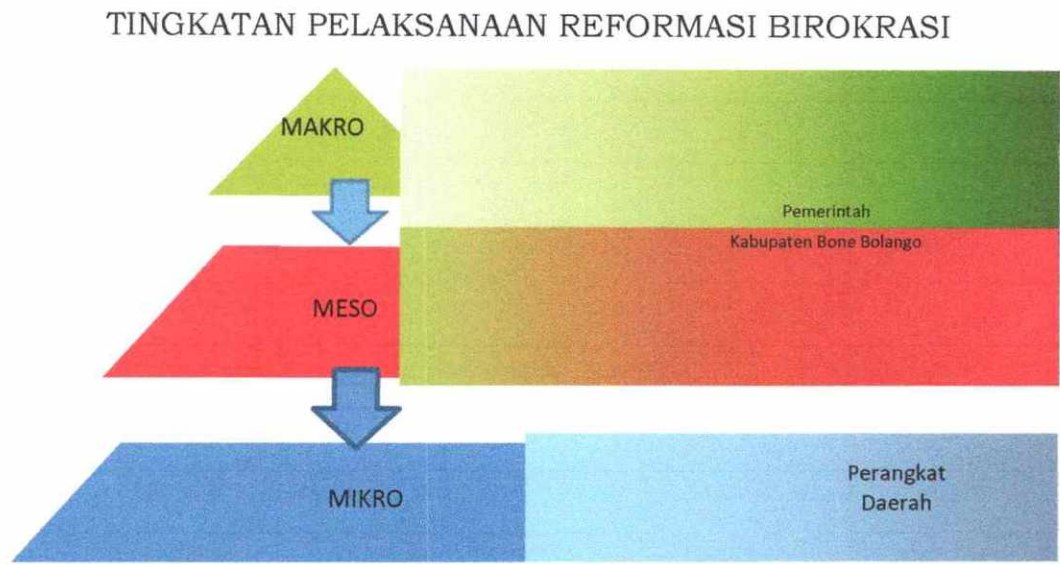 TINGKATAN PELAKSANAAN REFORMASI BIROKRASI
MAKRO
Pemerintah
Kabupaten Bone Bolango
MESO
MIKRO
Perangkat
Daerah